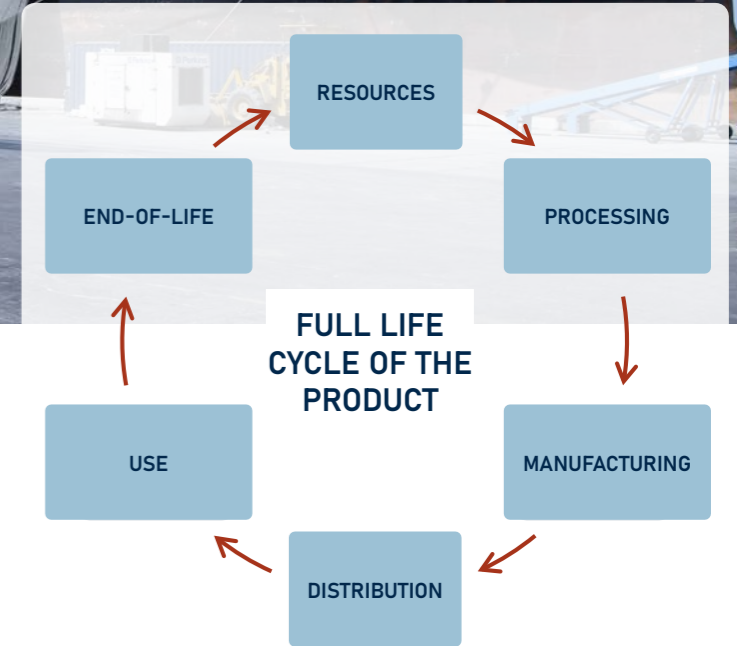 RESOURCES
PROCESSING
MANUFACTURING
DISTRIBUTION
USE
END-OF-LIFE
FULL LIFE
CYCLE OF THE
PRODUCT